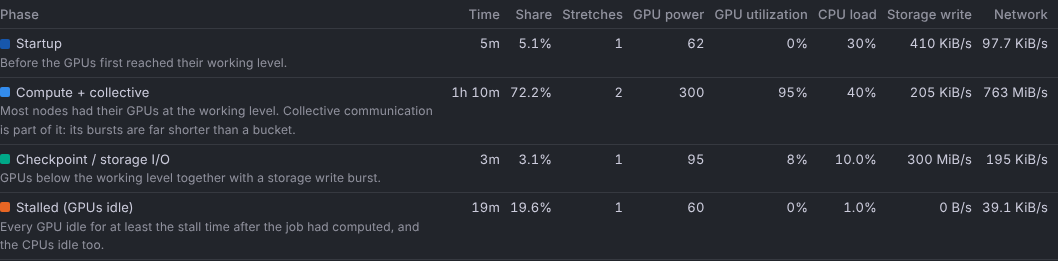 Phase Time Share Stretches GPU power GPU utilization CPU load Storage write Network
Startup 5m 5.1% 1 62 0% 30% 410 KiB/s 97.7 KiB/s
Before the GPUs first reached their working level.
Compute + collective 1h 10m 72.2% 2 300 95% 40% 205 KiB/s 763 MiB/s
Most nodes had their GPUs at the working level. Collective communication
is part of it: its bursts are far shorter than a bucket.
Checkpoint / storage I/O 3m 3.1% 1 95 8% 10.0% 300 MiB/s 195 KiB/s
GPUs below the working level together with a storage write burst.
Stalled (GPUs idle) 19m 19.6% 1 60 0% 1.0% 0 B/s 39.1 KiB/s
Every GPU idle for at least the stall time after the job had computed, and
the CPUs idle too.